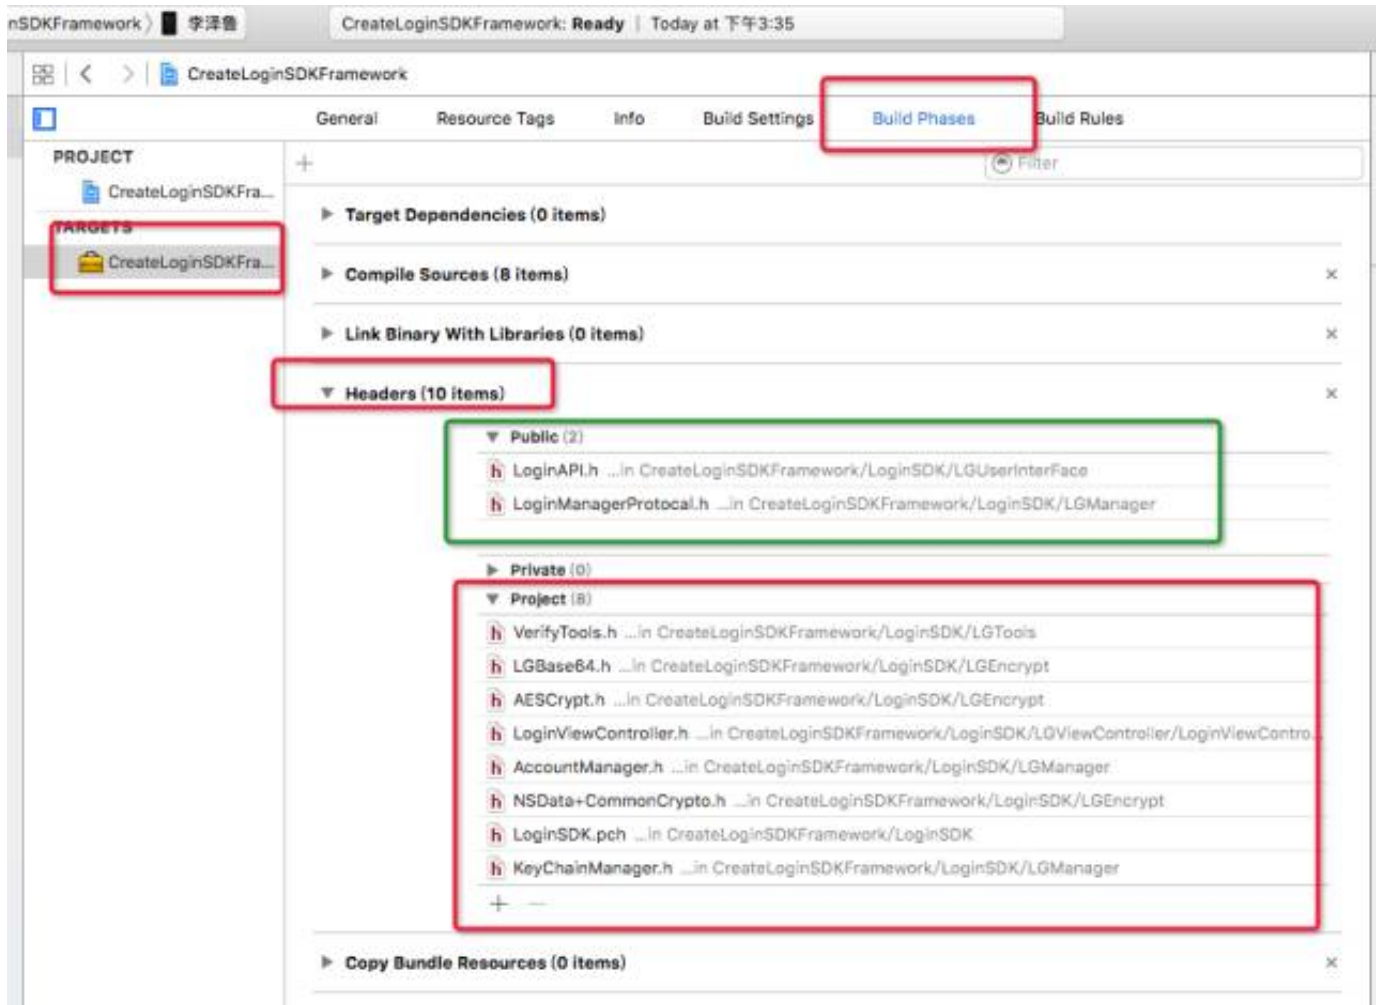 nSDKFramework 〉 李泽鲁 CreateLoginSDKFramework: Ready | Today at 下午3:35
CreateLoginSDKFramework
General Resource Tags Info Build Settings Build Phases Build Rules
PROJECT
+ Filter
CreateLoginSDKFra...
Target Dependencies (0 items)
TARGETS
CreateLoginSDKFra...
Compile Sources (8 items)
Link Binary With Libraries (0 items)
Headers (10 items)
Public (2)
LoginAPI.h ...in CreateLoginSDKFramework/LoginSDK/LGUserInterFace
LoginManagerProtocal.h ...in CreateLoginSDKFramework/LoginSDK/LGManager
Private (0)
Project (8)
VerifyTools.h ...in CreateLoginSDKFramework/LoginSDK/LGTools
LGBase64.h ...in CreateLoginSDKFramework/LoginSDK/LGEncrypt
AESCrypt.h ...in CreateLoginSDKFramework/LoginSDK/LGEncrypt
LoginViewController.h ...in CreateLoginSDKFramework/LoginSDK/LGViewController/LoginViewContro...
AccountManager.h ...in CreateLoginSDKFramework/LoginSDK/LGManager
NSData+CommonCrypto.h ...in CreateLoginSDKFramework/LoginSDK/LGEncrypt
LoginSDK.pch ...in CreateLoginSDKFramework/LoginSDK
KeyChainManager.h ...in CreateLoginSDKFramework/LoginSDK/LGManager
Copy Bundle Resources (0 items)